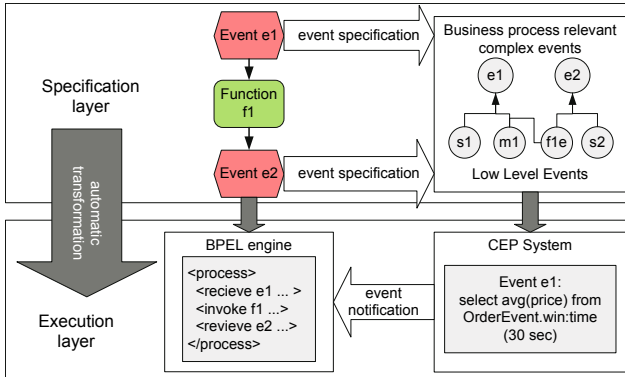 Event e1
event specification
Business process relevant
complex events
e1
e2
Specification
layer
Function
f1
s1
m1
f1e
s2
Event e2
event specification
Low Level Events
automatic
transformation
BPEL engine
CEP System
<process>
<recieve e1 ... >
<invoke f1 ...>
<revieve e2 ...>
</process>
event
notification
Event e1:
select avg(price) from
OrderEvent.win:time
(30 sec)
Execution
layer